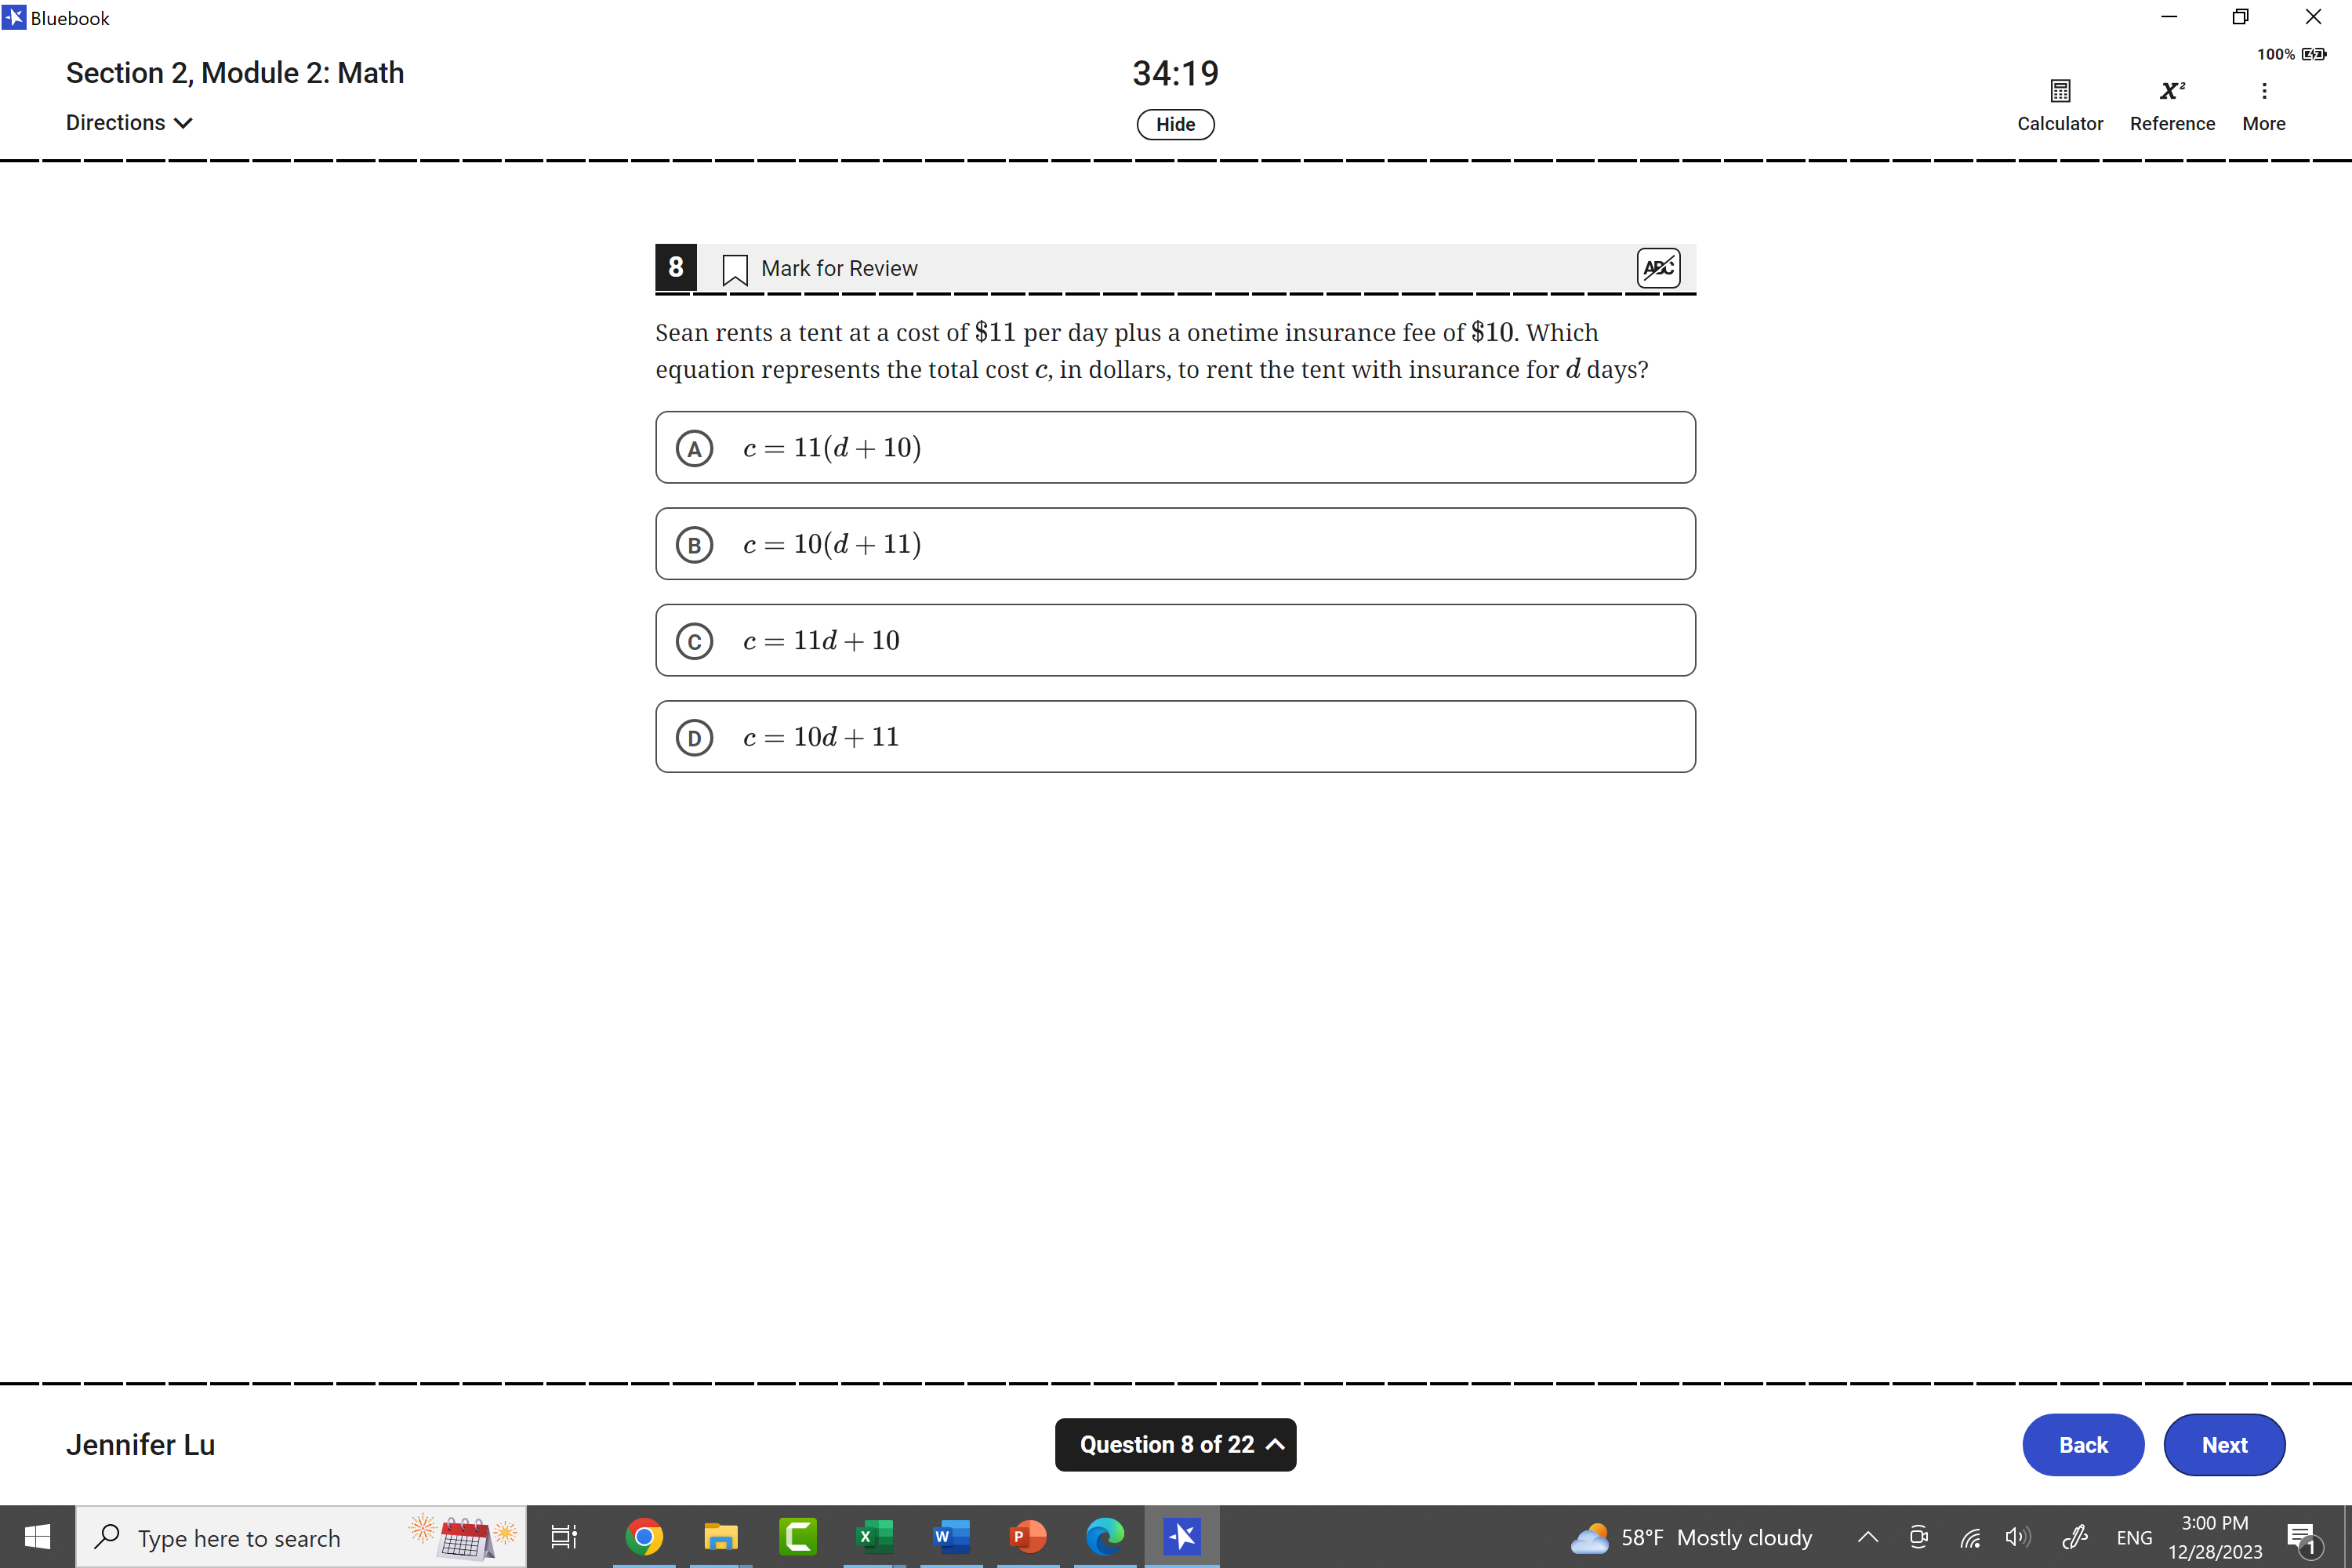 Bluebook
100%
Section 2, Module 2: Math
34:19
Directions
Hide
Calculator
x²
Reference
More
8
Mark for Review
ABC
Sean rents a tent at a cost of $11 per day plus a onetime insurance fee of $10. Which
equation represents the total cost c, in dollars, to rent the tent with insurance for d days?
A c = 11(d + 10)
B c = 10(d + 11)
C c = 11d + 10
D c = 10d + 11
Jennifer Lu
Question 8 of 22
Back
Next
Type here to search
58°F Mostly cloudy
ENG
3:00 PM
12/28/2023
1